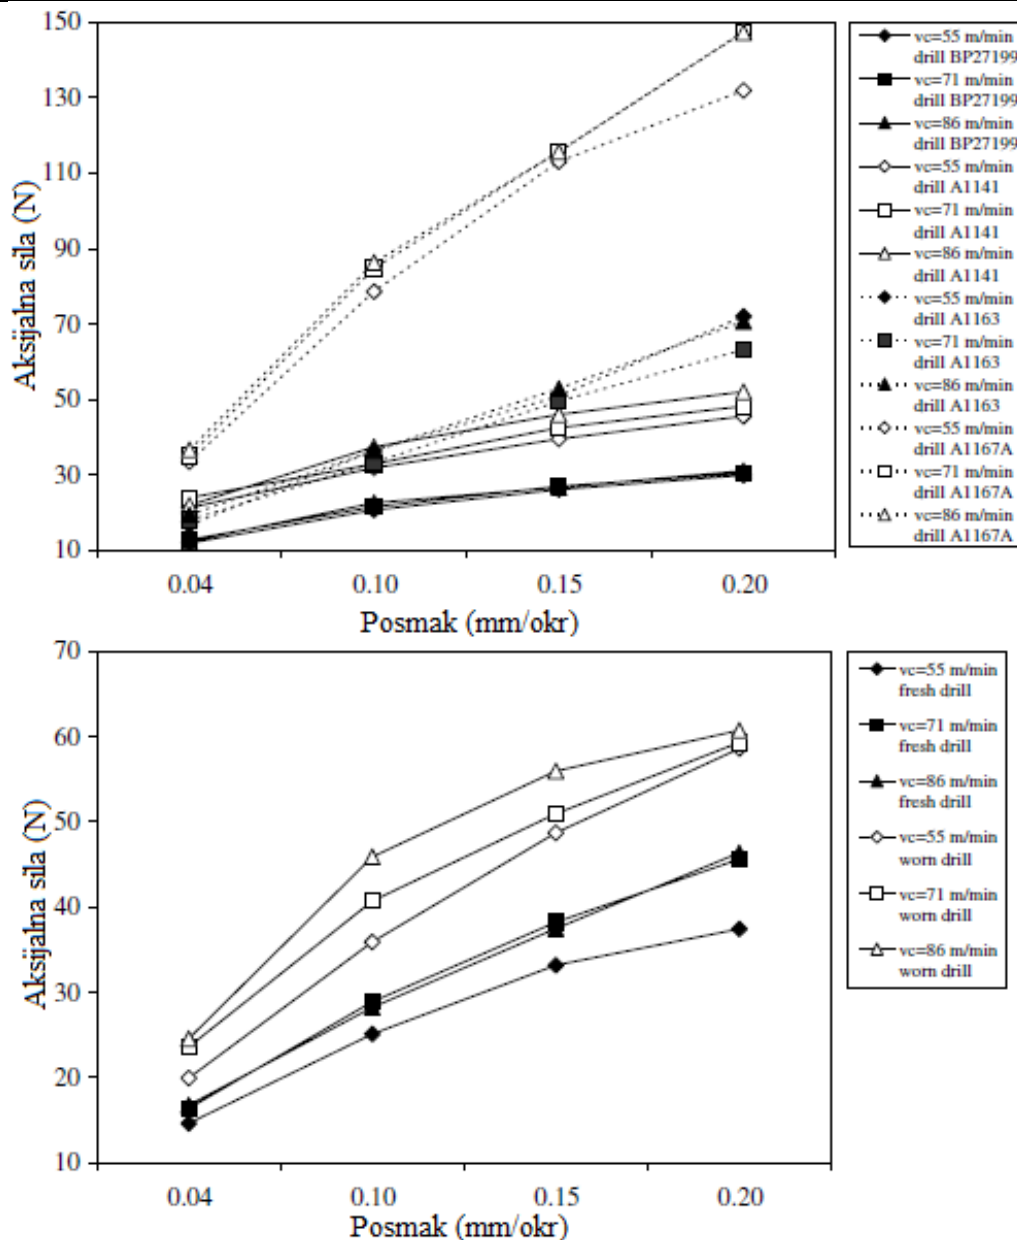 150
130
110
90
70
50
30
10
Aksijalna sila (N)
0.04 0.10 0.15 0.20
Posmak (mm/okr)
vc=55 m/min
drill BP27199
vc=71 m/min
drill BP27199
vc=86 m/min
drill BP27199
vc=55 m/min
drill A1141
vc=71 m/min
drill A1141
vc=86 m/min
drill A1141
vc=55 m/min
drill A1163
vc=71 m/min
drill A1163
vc=86 m/min
drill A1163
vc=55 m/min
drill A1167A
vc=71 m/min
drill A1167A
vc=86 m/min
drill A1167A
70
60
50
40
30
20
10
Aksijalna sila (N)
0.04 0.10 0.15 0.20
Posmak (mm/okr)
vc=55 m/min
fresh drill
vc=71 m/min
fresh drill
vc=86 m/min
fresh drill
vc=55 m/min
worn drill
vc=71 m/min
worn drill
vc=86 m/min
worn drill